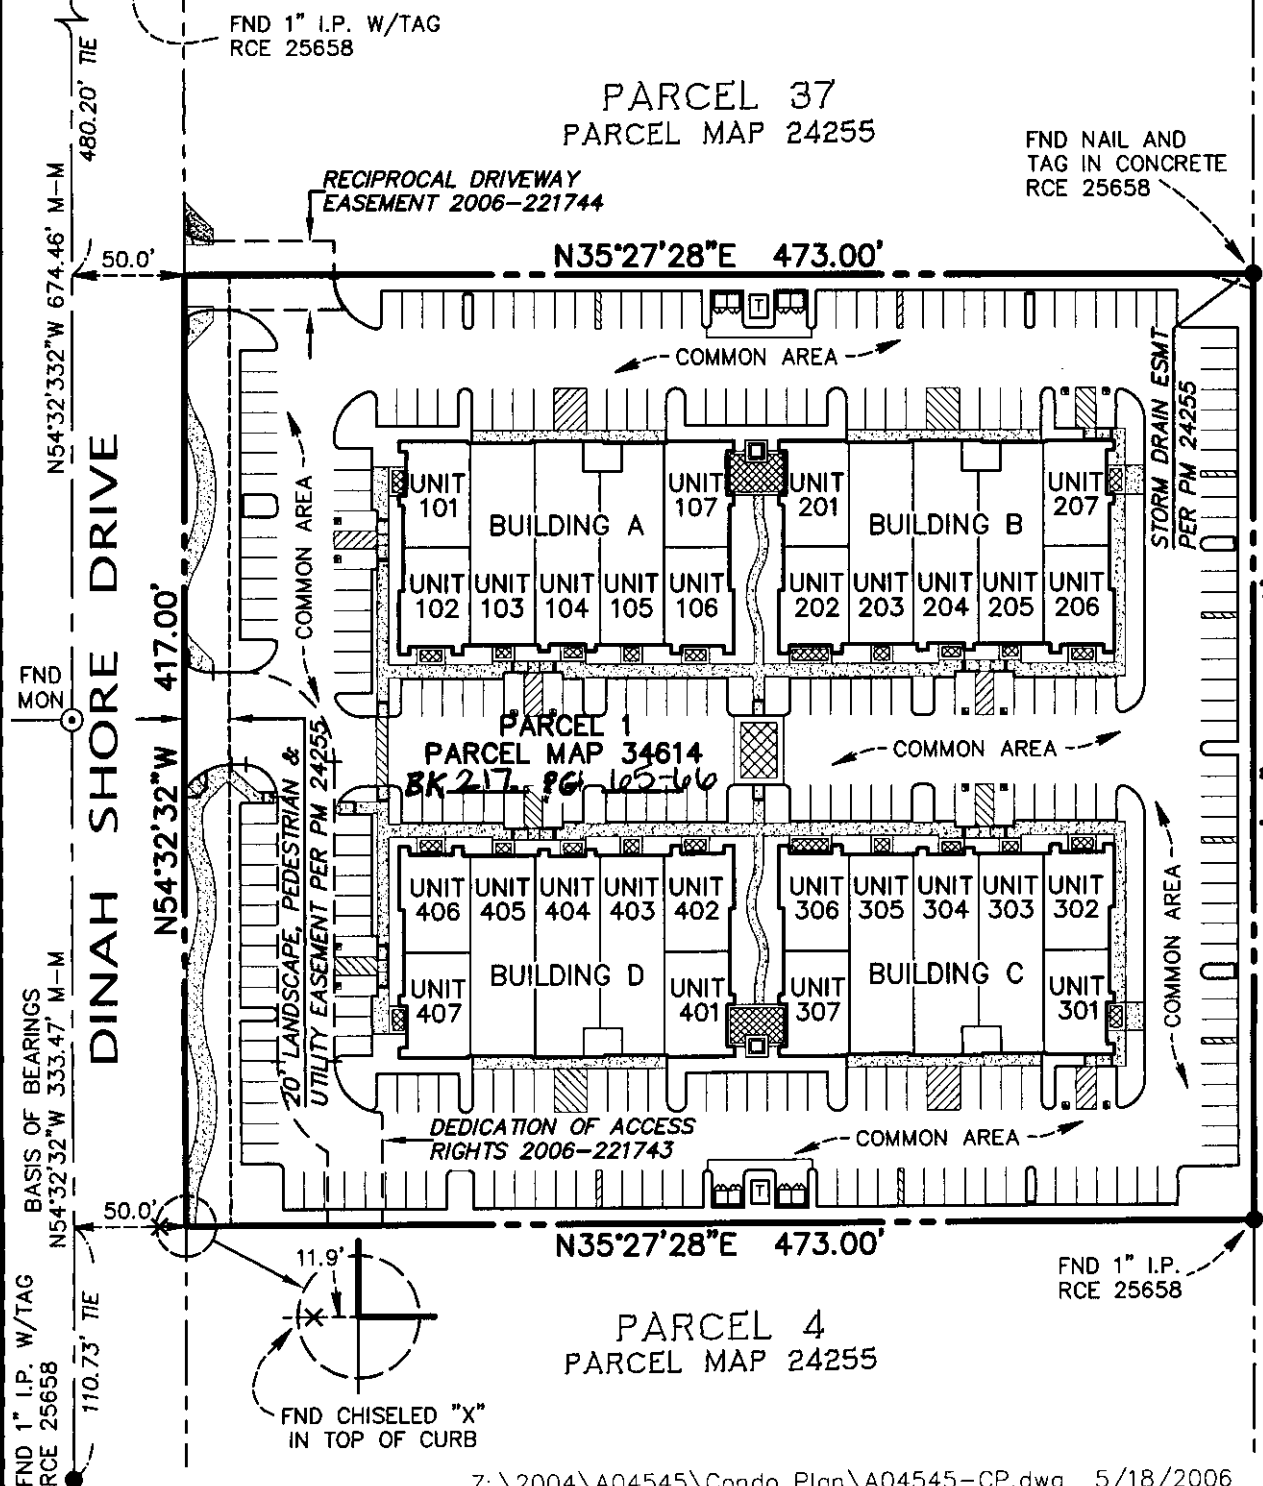 FND 1" I.P. W/TAG
RCE 25658
480.20' TIE
PARCEL 37
PARCEL MAP 24255
FND NAIL AND
TAG IN CONCRETE
RCE 25658
RECIPROCAL DRIVEWAY
EASEMENT 2006-221744
N54°32'332"W 674.46' M-M
50.0'
N35°27'28"E 473.00'
T
COMMON AREA
STORM DRAIN ESMT
PER PM 24255
COMMON AREA
UNIT
101
UNIT
107
BUILDING A
UNIT
102
UNIT
103
UNIT
104
UNIT
105
UNIT
106
UNIT
201
UNIT
207
BUILDING B
UNIT
202
UNIT
203
UNIT
204
UNIT
205
UNIT
206
DINAH SHORE DRIVE
N54°32'32"W 417.00'
FND
MON
PARCEL 1
PARCEL MAP 34614
BK 217 PG 65-66
COMMON AREA
20' LANDSCAPE, PEDESTRIAN &
UTILITY EASEMENT PER PM 24255
UNIT
406
UNIT
405
UNIT
404
UNIT
403
UNIT
402
BUILDING D
UNIT
407
UNIT
401
UNIT
306
UNIT
305
UNIT
304
UNIT
303
UNIT
302
BUILDING C
UNIT
307
UNIT
301
COMMON AREA
BASIS OF BEARINGS
N54°32'32"W 333.47' M-M
DEDICATION OF ACCESS
RIGHTS 2006-221743
COMMON AREA
T
50.0'
N35°27'28"E 473.00'
11.9'
FND 1" I.P.
RCE 25658
FND 1" I.P. W/TAG
RCE 25658
110.73' TIE
PARCEL 4
PARCEL MAP 24255
FND CHISELED "X"
IN TOP OF CURB
Z:\2004\A04545\Condo Plan\A04545-CP.dwg 5/18/2006